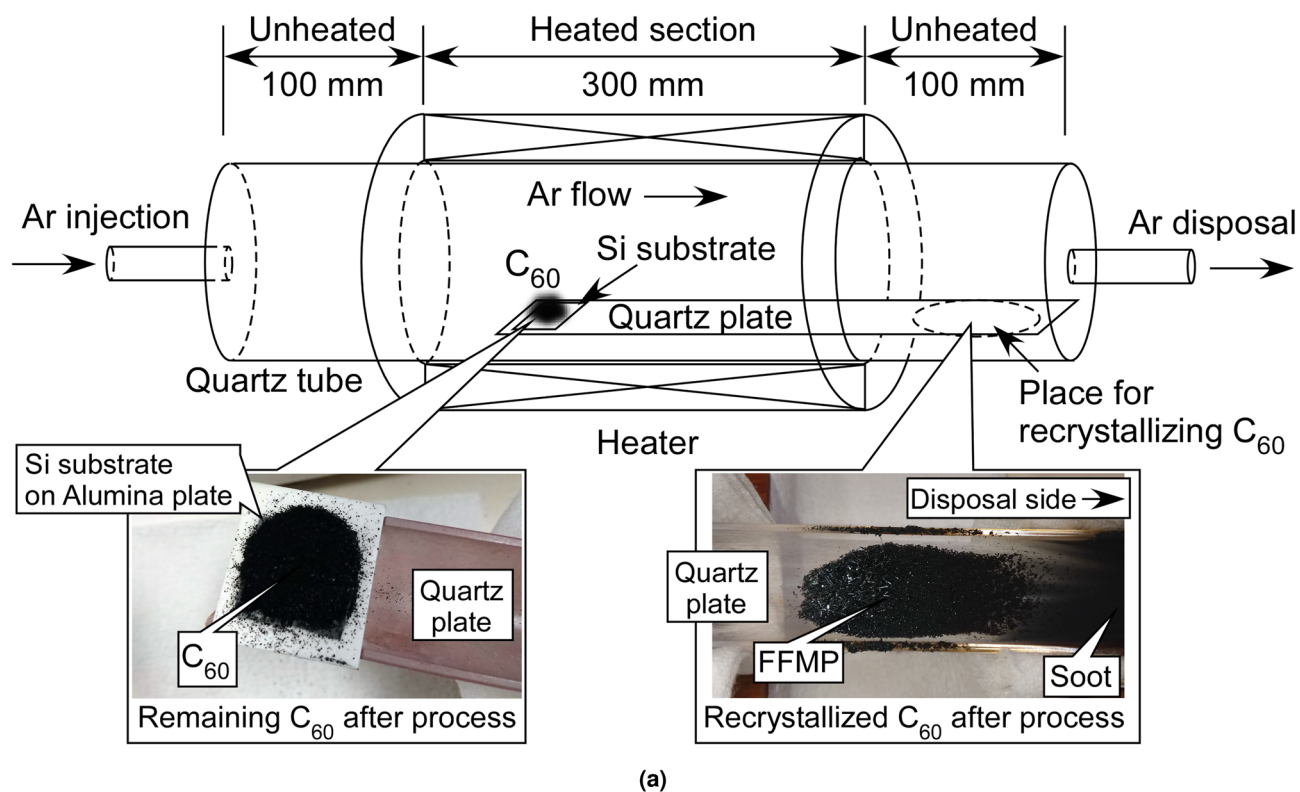 Unheated
Heated section
Unheated
100 mm
300 mm
100 mm
Ar injection
Ar flow
Ar disposal
C60
Si substrate
Quartz plate
Quartz tube
Heater
Place for
recrystallizing C60
Si substrate
on Alumina plate
Quartz
plate
C60
Remaining C60 after process
Disposal side
Quartz
plate
FFMP
Soot
Recrystallized C60 after process
(a)